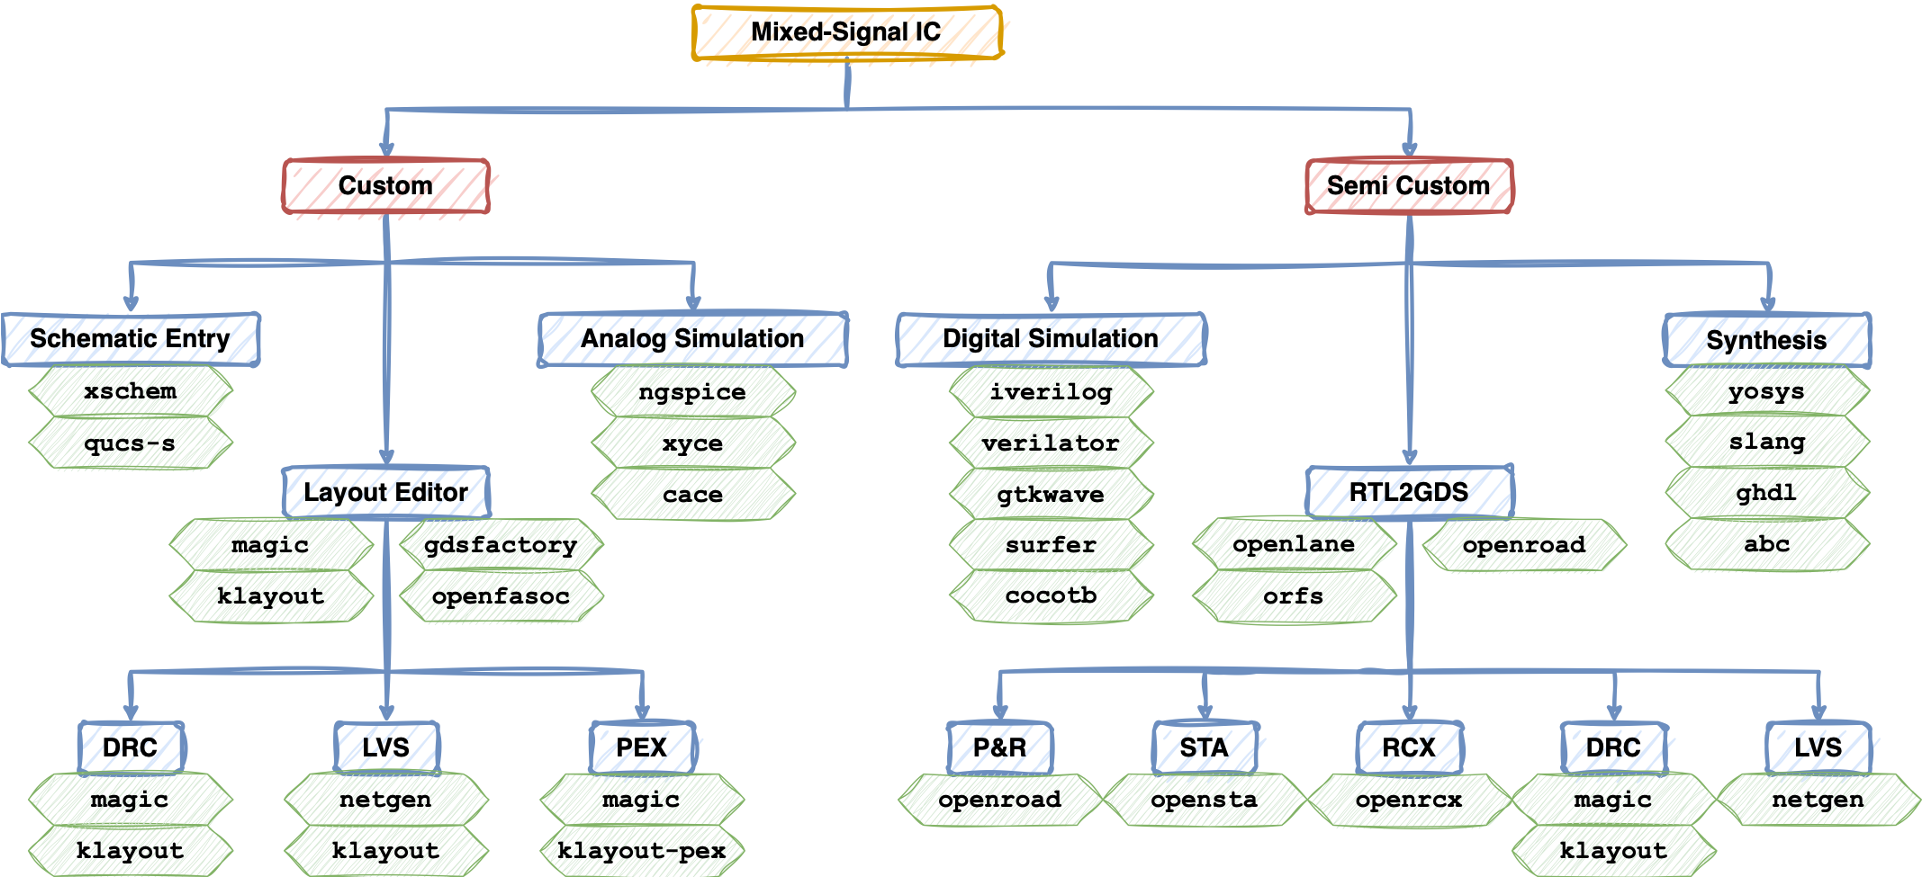 Mixed-Signal IC
Custom
Semi Custom
Schematic Entry
xschem
qucs-s
Analog Simulation
ngspice
xyce
cace
Digital Simulation
iverilog
verilator
gtkwave
surfer
cocotb
Synthesis
yosys
slang
ghdl
abc
Layout Editor
magic
klayout
gdsfactory
openfasoc
RTL2GDS
openlane
orfs
openroad
DRC
magic
klayout
LVS
netgen
klayout
PEX
magic
klayout-pex
P&R
openroad
STA
opensta
RCX
openrcx
DRC
magic
klayout
LVS
netgen